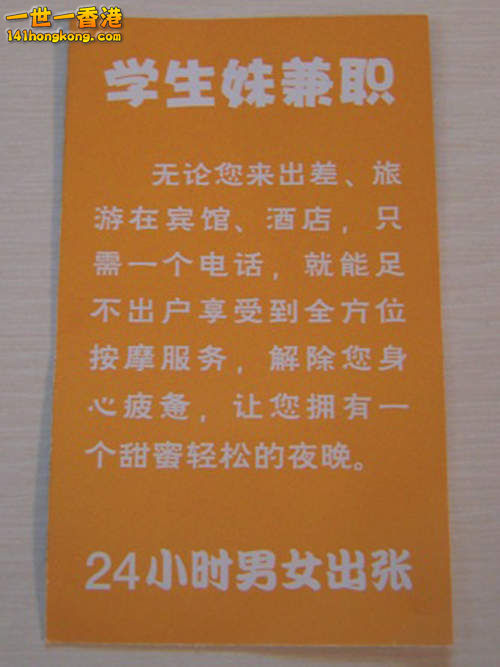 一世一香港
141hongkong.com
学生妹兼职
无论您来出差、旅
游在宾馆、酒店，只
需一个电话，就能足
不出户享受到全方位
按摩服务，解除您身
心疲惫，让您拥有一
个甜蜜轻松的夜晚。
24小时男女出张